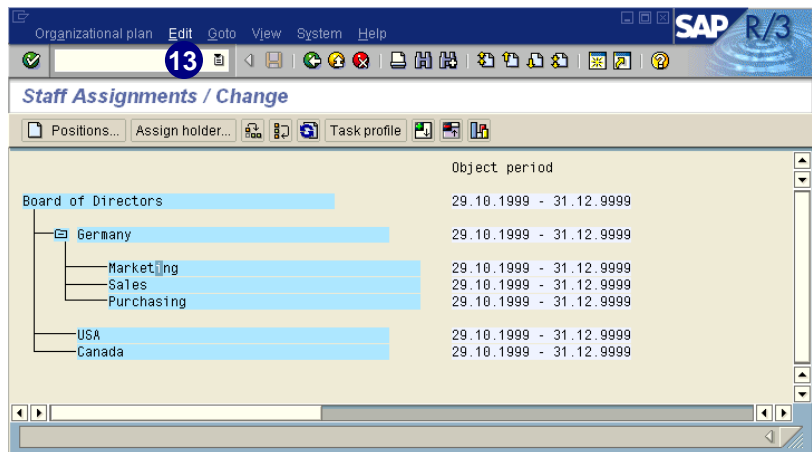 Organizational plan Edit Goto View System Help
SAP R/3
13
Staff Assignments / Change
Positions... Assign holder... Task profile
Object period
Board of Directors 29.10.1999 - 31.12.9999
Germany 29.10.1999 - 31.12.9999
Marketing 29.10.1999 - 31.12.9999
Sales 29.10.1999 - 31.12.9999
Purchasing 29.10.1999 - 31.12.9999
USA 29.10.1999 - 31.12.9999
Canada 29.10.1999 - 31.12.9999